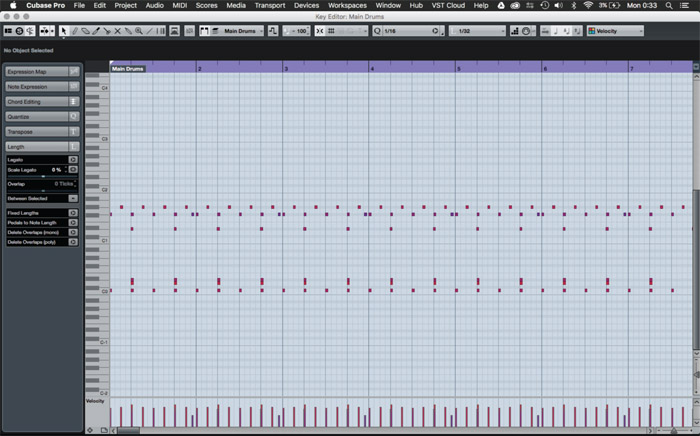 Cubase Pro File Edit Project Audio MIDI Scores Media Transport Devices Workspaces Window Hub VST Cloud Help 3% Mon 0:33
Key Editor: Main Drums
Main Drums 100 Q 1/16 1/32 Velocity
No Object Selected
Expression Map
Note Expression
Chord Editing
Quantize
Transpose
Length
Legato
Scale Legato 0 %
Overlap 0 Ticks
Between Selected
Fixed Lengths
Pedals to Note Length
Delete Overlaps (mono)
Delete Overlaps (poly)
Main Drums 2 3 4 5 6 7
C4
C3
C2
C1
C0
C-1
C-2
Velocity